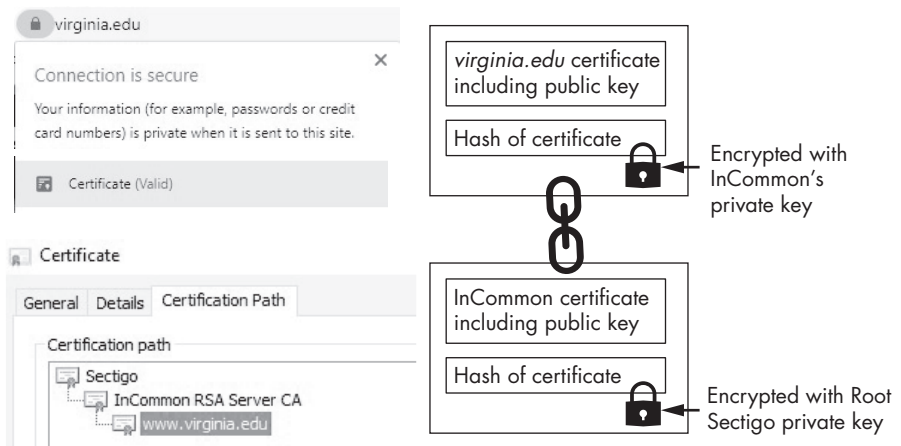 virginia.edu
Connection is secure
Your information (for example, passwords or credit
card numbers) is private when it is sent to this site.
Certificate (Valid)
Certificate
General Details Certification Path
Certification path
Sectigo
InCommon RSA Server CA
www.virginia.edu
virginia.edu certificate
including public key
Hash of certificate
Encrypted with
InCommon's
private key
InCommon certificate
including public key
Hash of certificate
Encrypted with Root
Sectigo private key